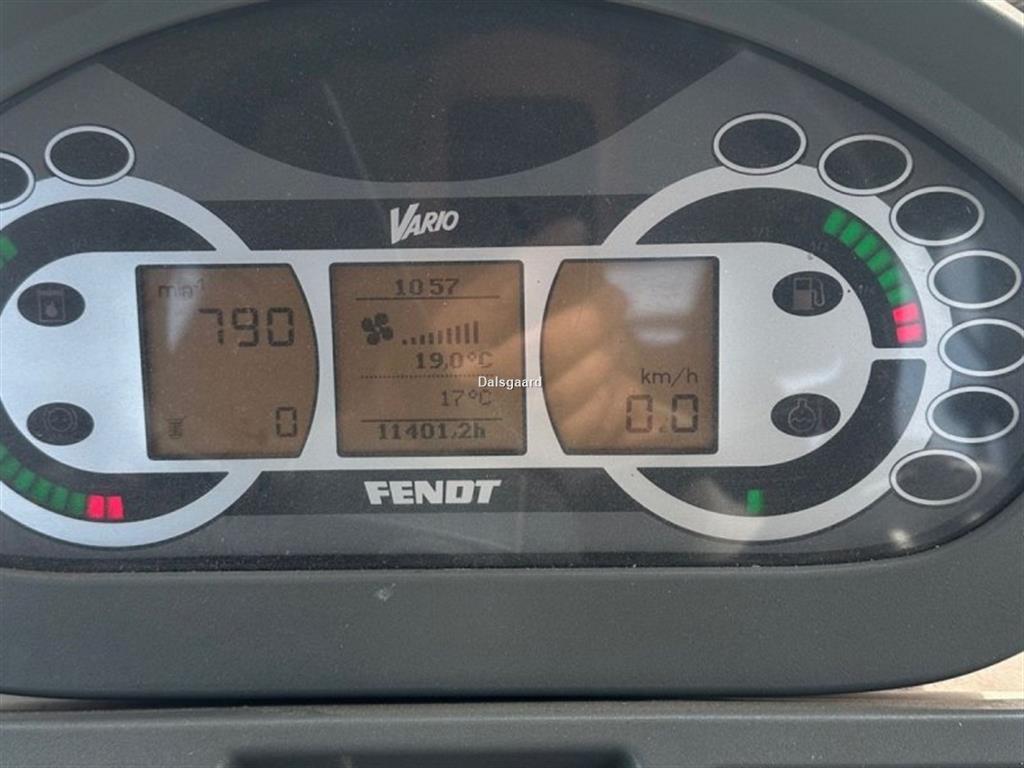 VARIO
min-1
790
0
10 57
19,0°C
17°C
11401.2h
km/h
0.0
Dalsgaard
FENDT